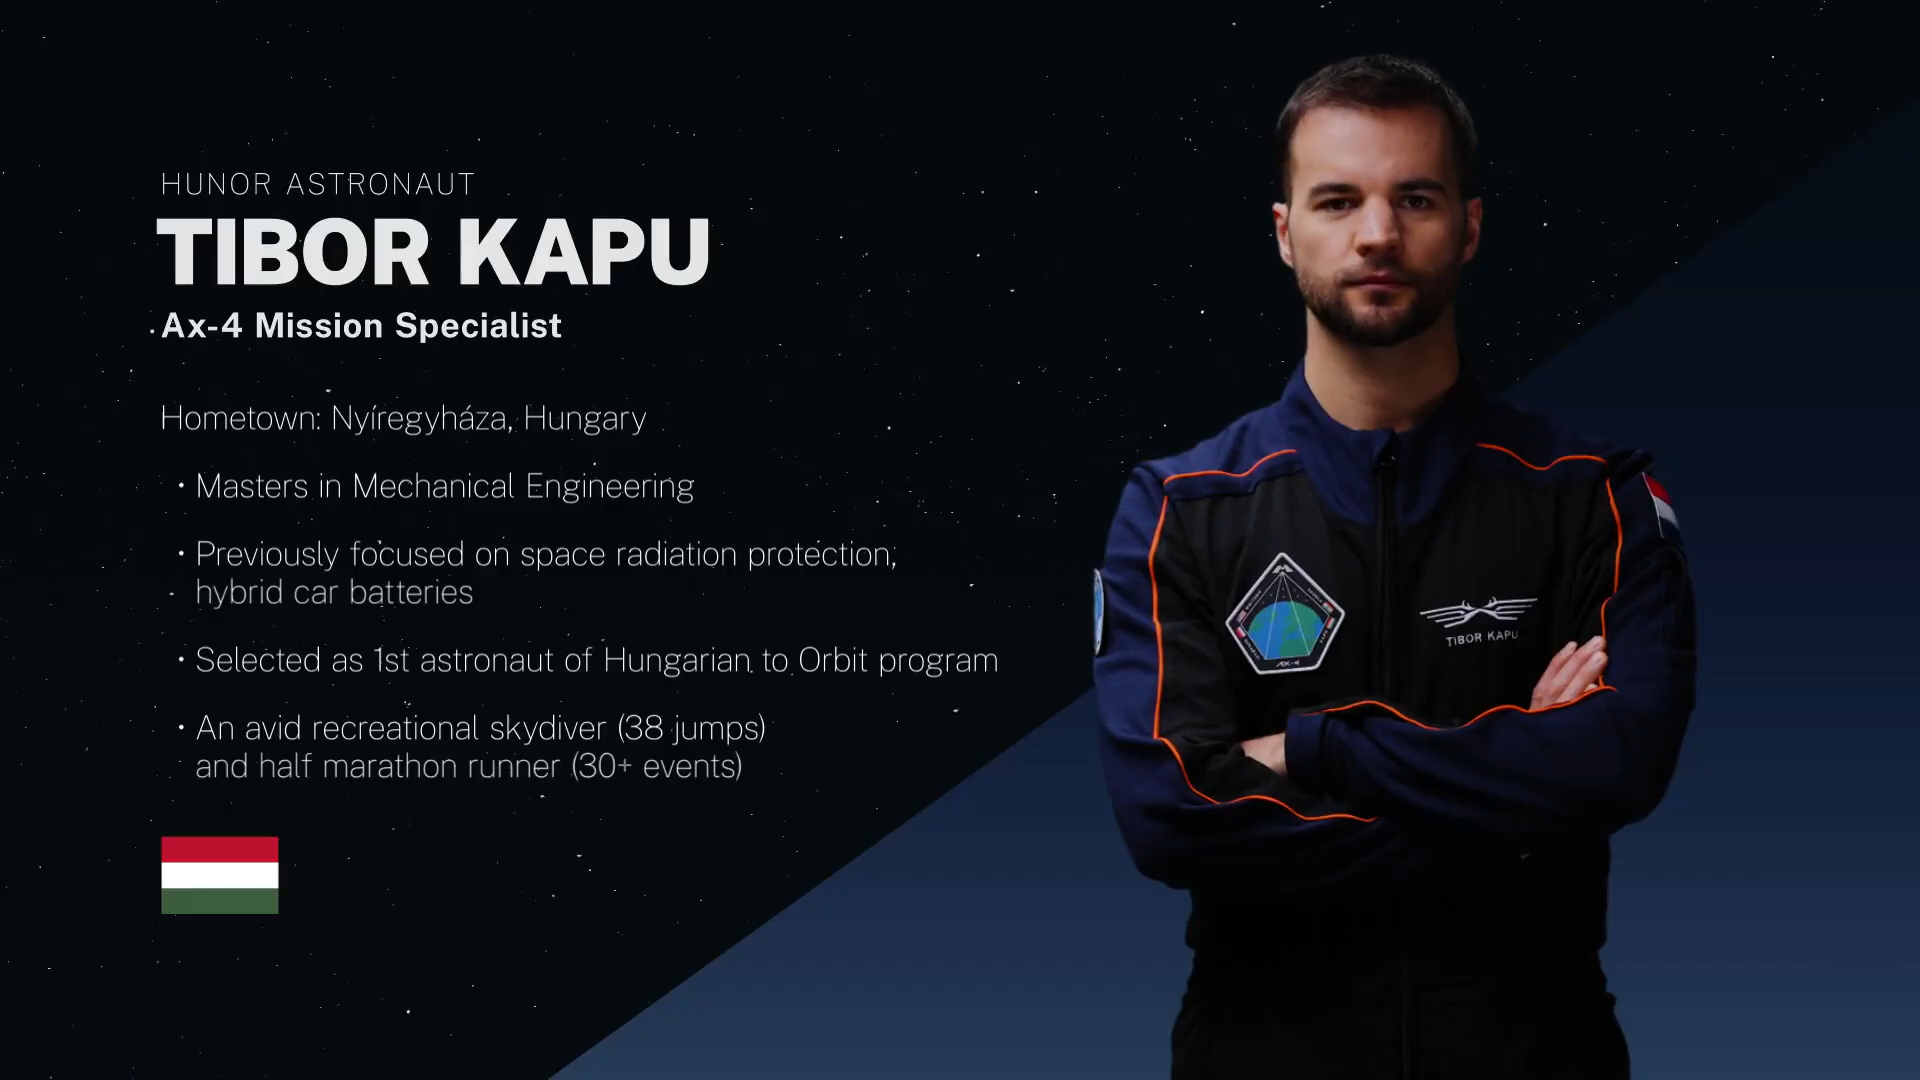 HUNOR ASTRONAUT
TIBOR KAPU
Ax-4 Mission Specialist
Hometown: Nyíregyháza, Hungary
• Masters in Mechanical Engineering
• Previously focused on space radiation protection,
hybrid car batteries
• Selected as 1st astronaut of Hungarian to Orbit program
• An avid recreational skydiver (38 jumps)
and half marathon runner (30+ events)
TIBOR KAPU
AX-4